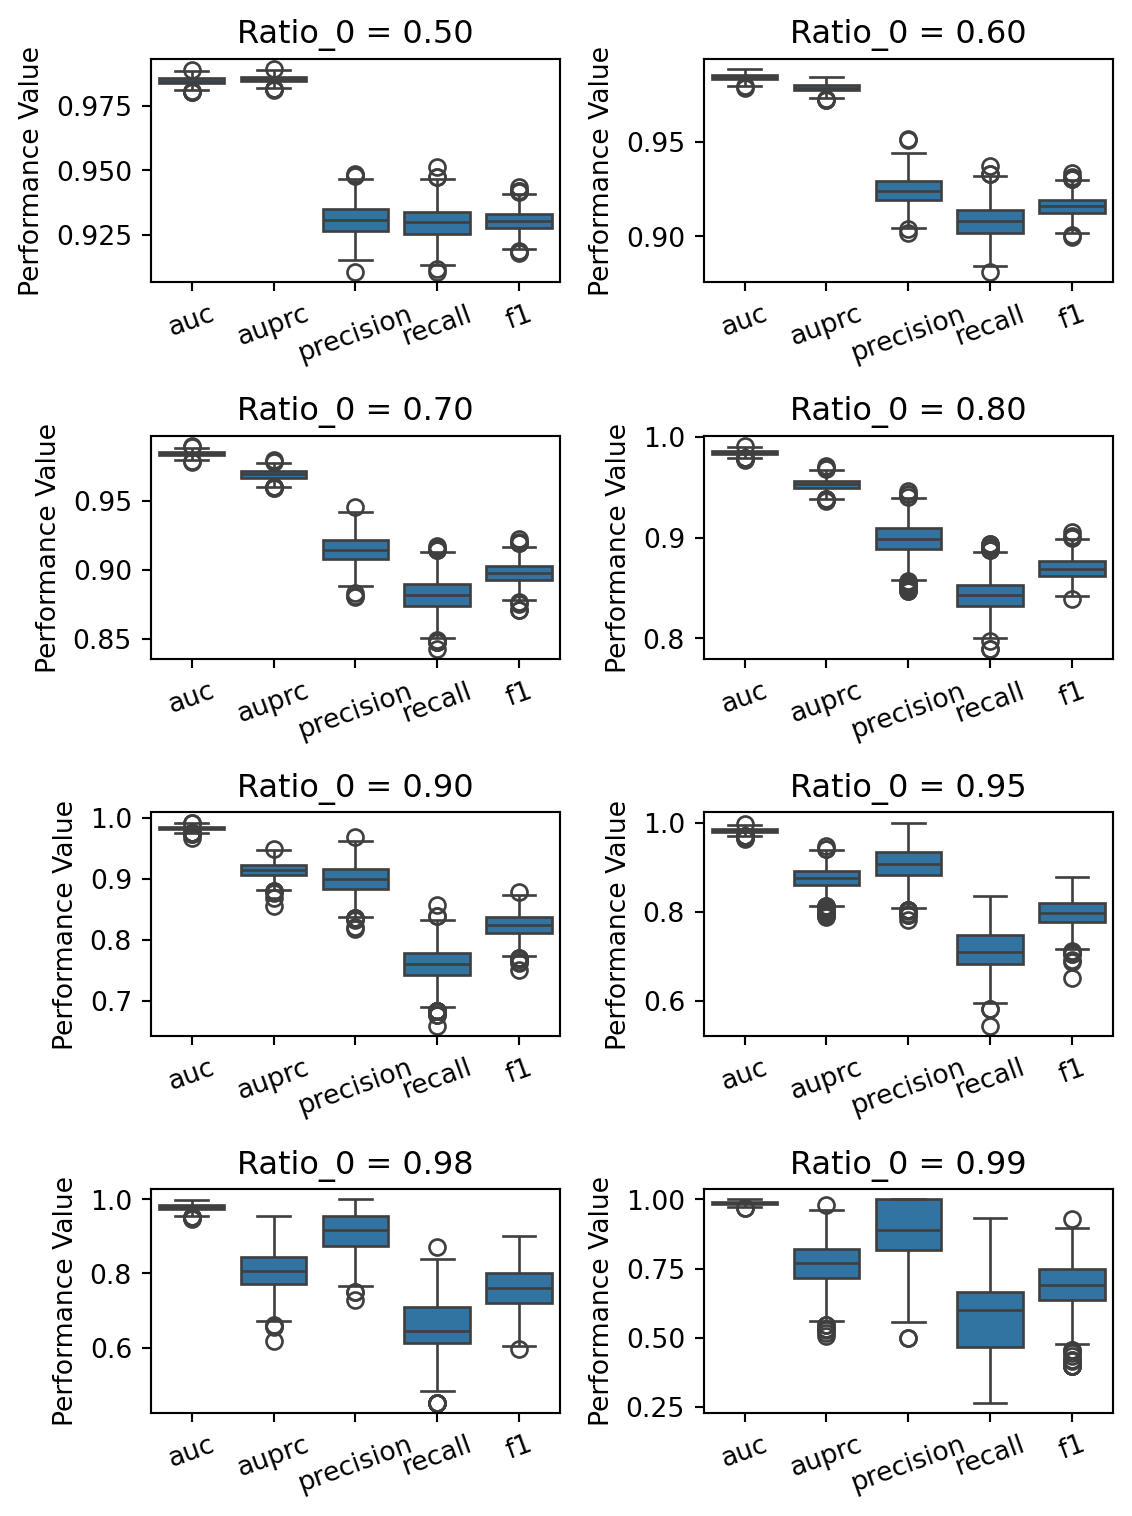 Ratio_0 = 0.50
Performance Value
0.975
0.950
0.925
auc
auprc
precision
recall
f1
Ratio_0 = 0.60
Performance Value
0.95
0.90
auc
auprc
precision
recall
f1
Ratio_0 = 0.70
Performance Value
0.95
0.90
0.85
auc
auprc
precision
recall
f1
Ratio_0 = 0.80
Performance Value
1.0
0.9
0.8
auc
auprc
precision
recall
f1
Ratio_0 = 0.90
Performance Value
1.0
0.9
0.8
0.7
auc
auprc
precision
recall
f1
Ratio_0 = 0.95
Performance Value
1.0
0.8
0.6
auc
auprc
precision
recall
f1
Ratio_0 = 0.98
Performance Value
1.0
0.8
0.6
auc
auprc
precision
recall
f1
Ratio_0 = 0.99
Performance Value
1.00
0.75
0.50
0.25
auc
auprc
precision
recall
f1